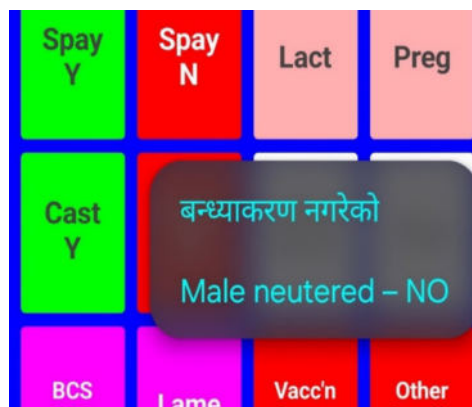 Spay
Y
Spay
N
Lact
Preg
Cast
Y
बन्ध्याकरण नगरेको
Male neutered – NO
BCS
Lame
Vacc'n
Other